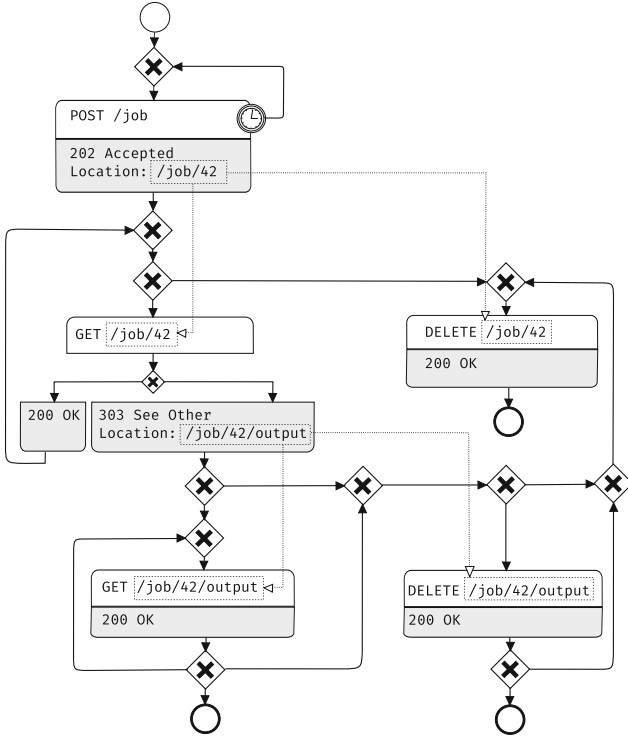 POST /job
202 Accepted
Location: /job/42
GET /job/42
DELETE /job/42
200 OK
200 OK
303 See Other
Location: /job/42/output
GET /job/42/output
200 OK
DELETE /job/42/output
200 OK